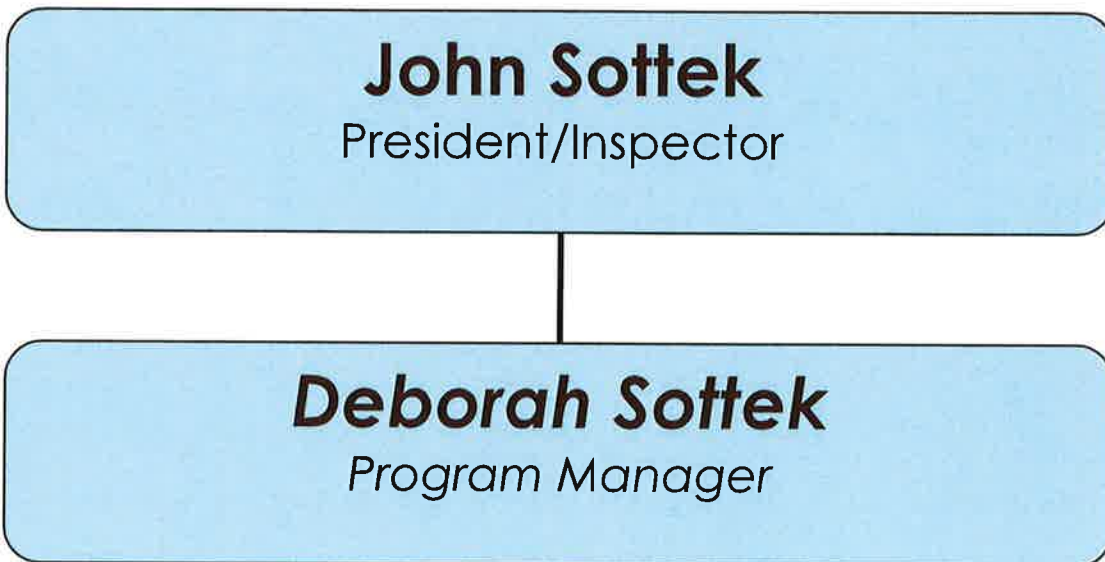 John Sottek
President/Inspector
Deborah Sottek
Program Manager